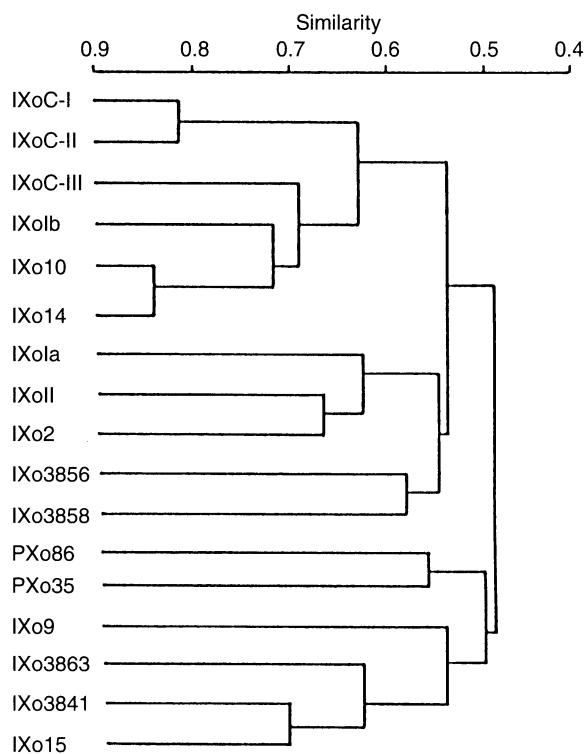 Similarity
0.9 0.8 0.7 0.6 0.5 0.4
IXoC-I
IXoC-II
IXoC-III
IXoIb
IXo10
IXo14
IXoIa
IXoII
IXo2
IXo3856
IXo3858
PXo86
PXo35
IXo9
IXo3863
IXo3841
IXo15